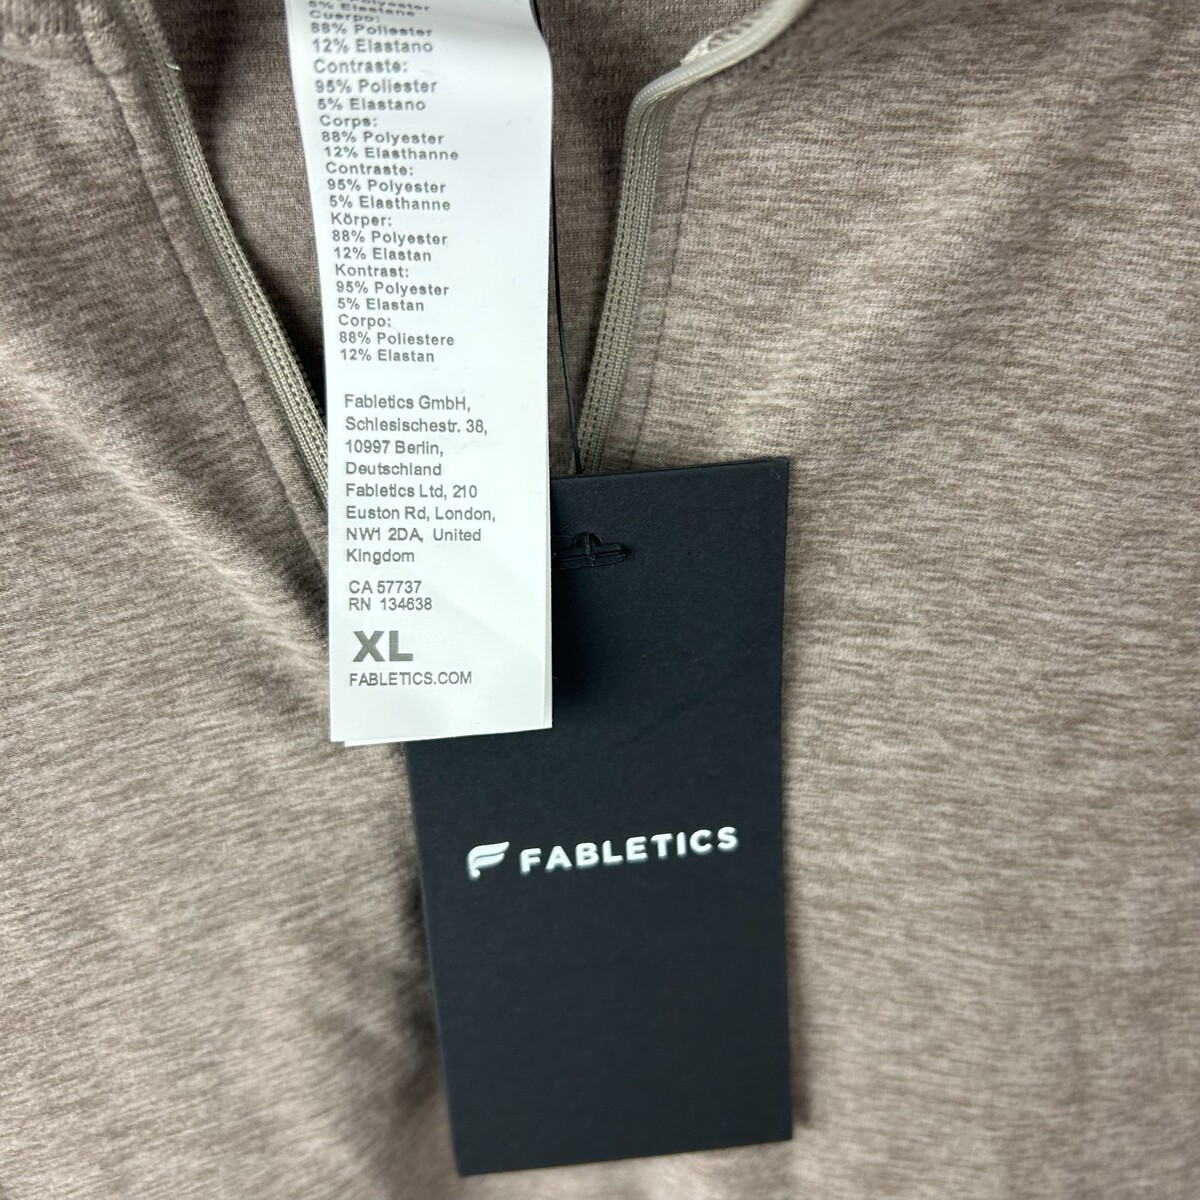 5% Elastane
Cuerpo:
88% Poliester
12% Elastano
Contraste:
95% Poliester
5% Elastano
Corps:
88% Polyester
12% Elasthanne
Contraste:
95% Polyester
5% Elasthanne
Körper:
88% Polyester
12% Elastan
Kontrast:
95% Polyester
5% Elastan
Corpo:
88% Poliestere
12% Elastan
Fabletics GmbH,
Schlesischestr. 38,
10997 Berlin,
Deutschland
Fabletics Ltd, 210
Euston Rd, London,
NW1 2DA, United
Kingdom
CA 57737
RN 134638
XL
FABLETICS.COM
FABLETICS